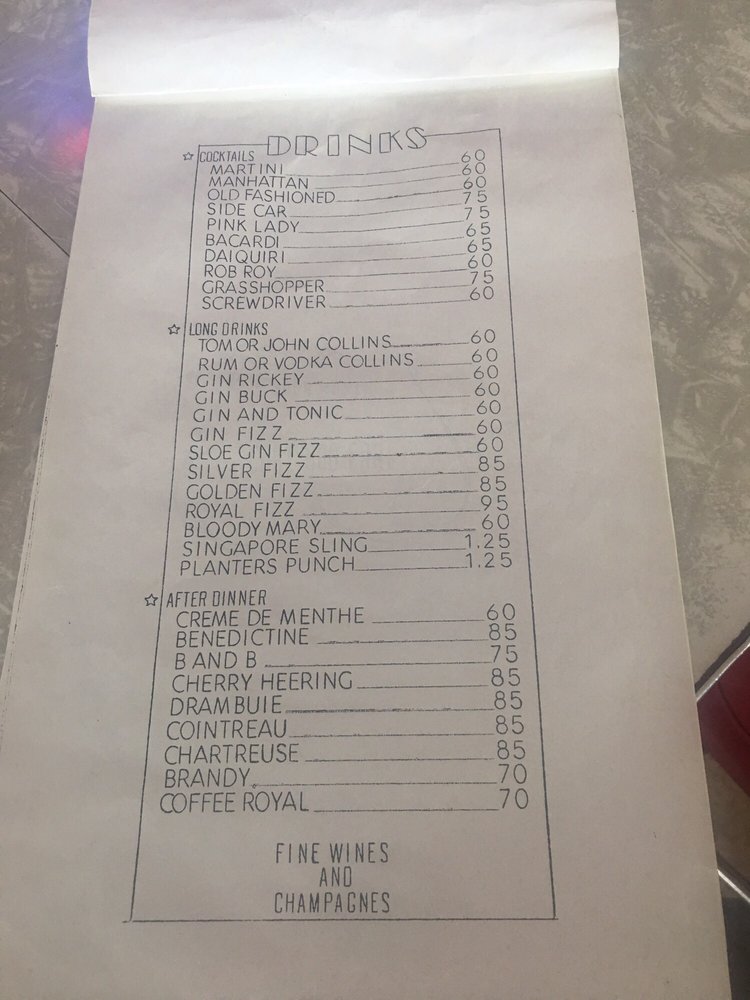 DRINKS
☆ COCKTAILS
MARTINI 60
MANHATTAN 60
OLD FASHIONED 60
SIDE CAR 75
PINK LADY 75
BACARDI 65
DAIQUIRI 65
ROB ROY 60
GRASSHOPPER 75
SCREWDRIVER 60
☆ LONG DRINKS
TOM OR JOHN COLLINS 60
RUM OR VODKA COLLINS 60
GIN RICKEY 60
GIN BUCK 60
GIN AND TONIC 60
GIN FIZZ 60
SLOE GIN FIZZ 60
SILVER FIZZ 85
GOLDEN FIZZ 85
ROYAL FIZZ 95
BLOODY MARY 60
SINGAPORE SLING 1.25
PLANTERS PUNCH 1.25
☆ AFTER DINNER
CREME DE MENTHE 60
BENEDICTINE 85
B AND B 75
CHERRY HEERING 85
DRAMBUIE 85
COINTREAU 85
CHARTREUSE 85
BRANDY 70
COFFEE ROYAL 70
FINE WINES
AND
CHAMPAGNES